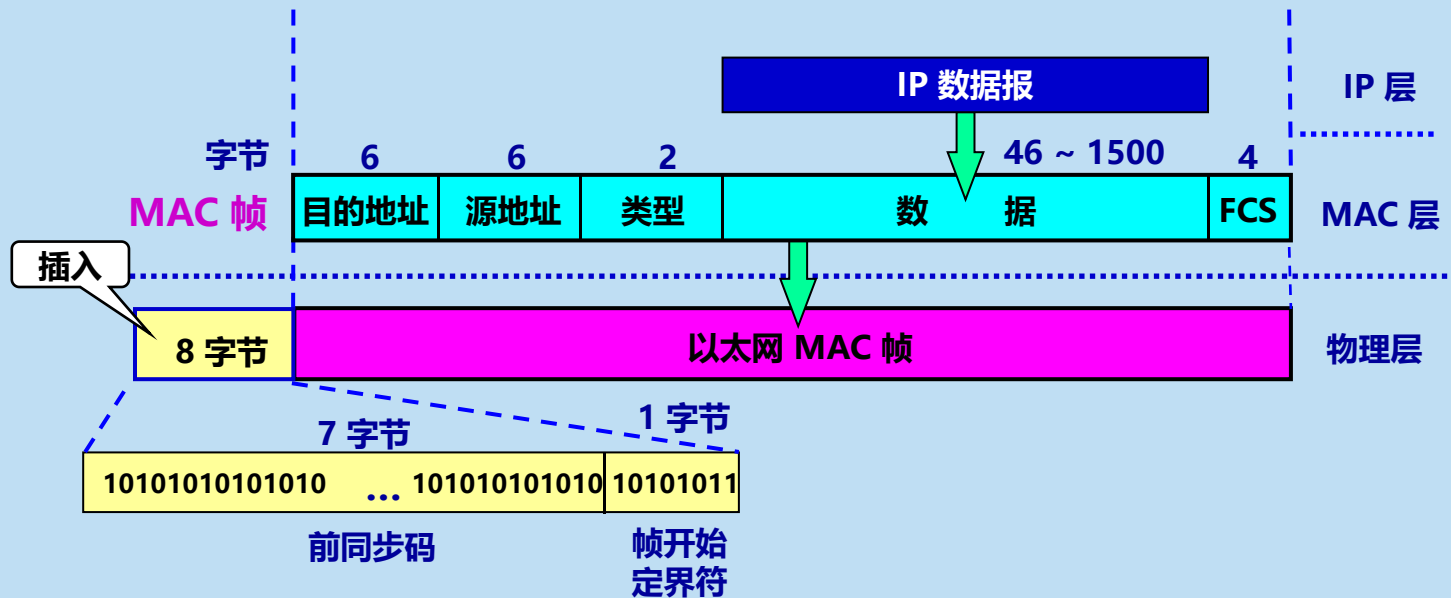 IP 数据报
IP 层
字节 6 6 2 46 ~ 1500 4
MAC 帧 目的地址 源地址 类型 数 据 FCS MAC 层
插入
8 字节 以太网 MAC 帧 物理层
7 字节 1 字节
10101010101010 ... 101010101010 10101011
前同步码 帧开始
定界符